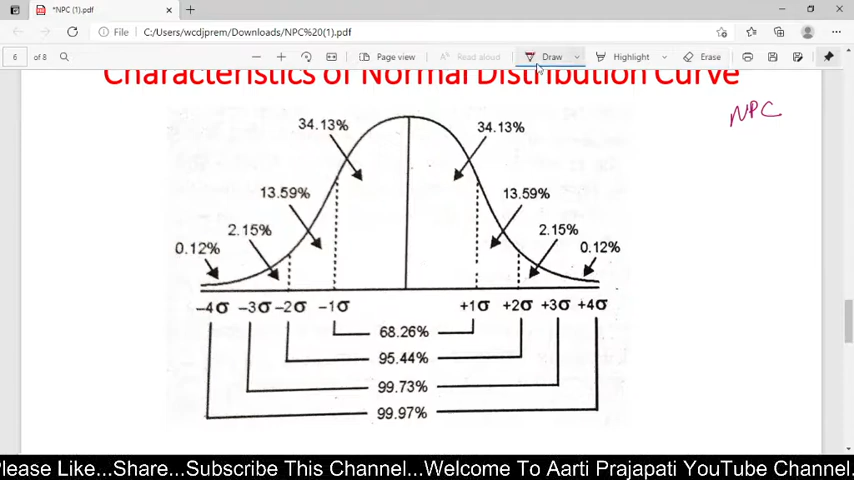 *NPC (1).pdf
File
C:/Users/wcdjprem/Downloads/NPC%20(1).pdf
6 of 8
Page view
Read aloud
Draw
Highlight
Erase
Characteristics of Normal Distribution Curve
NPC
34.13% 34.13%
13.59% 13.59%
2.15% 2.15%
0.12% 0.12%
−4σ −3σ −2σ −1σ +1σ +2σ +3σ +4σ
68.26%
95.44%
99.73%
99.97%
Please Like...Share...Subscribe This Channel...Welcome To Aarti Prajapati YouTube Channel.